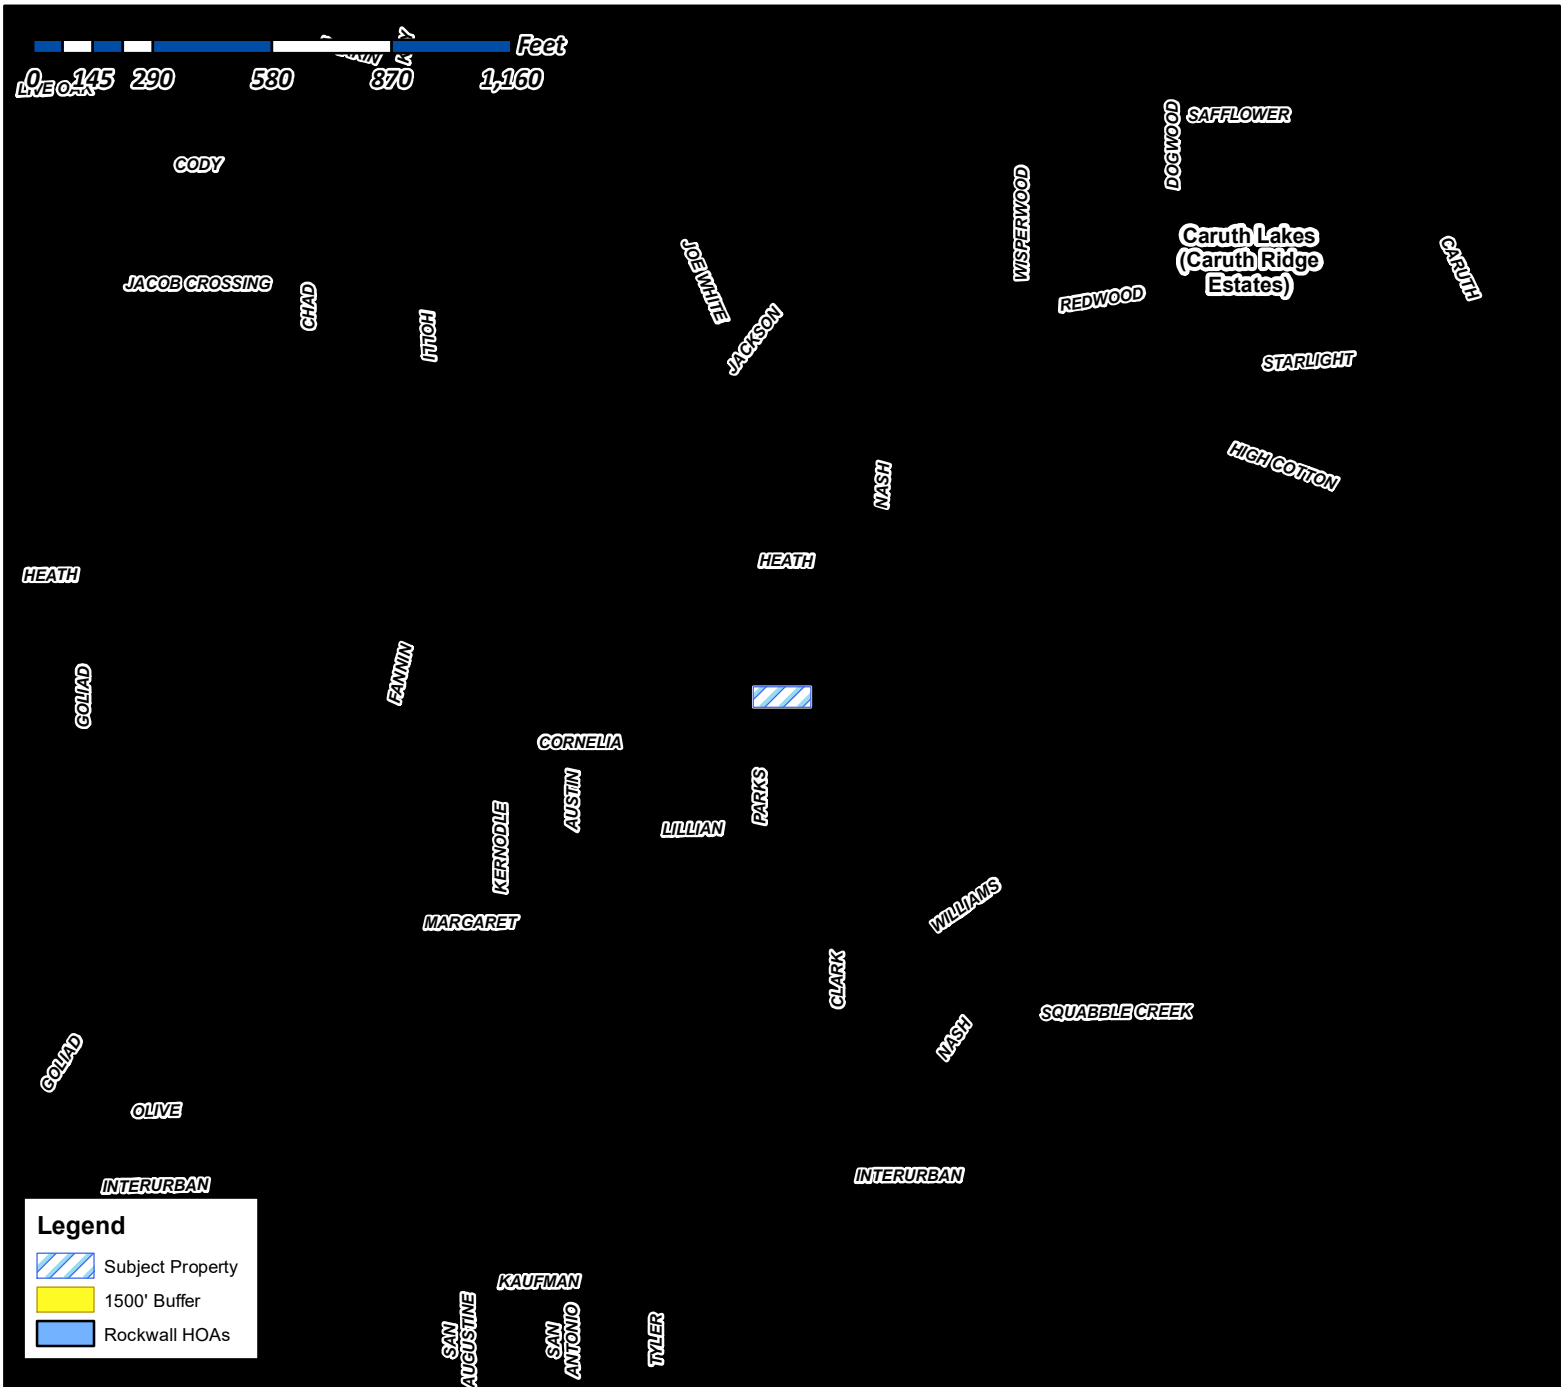 Feet
0 145 290 580 870 1,160
LIVE OAK
SAFFLOWER
DOGWOOD
CODY
WISPERWOOD
Caruth Lakes
(Caruth Ridge
Estates)
CARUTH
JOE WHITE
JACOB CROSSING
CHAD
REDWOOD
HOLLI
JACKSON
STARLIGHT
HIGH COTTON
NASH
HEATH
HEATH
FANNIN
GOLIAD
CORNELIA
AUSTIN
PARKS
LILLIAN
KERNODLE
WILLIAMS
MARGARET
CLARK
SQUABBLE CREEK
NASH
GOLIAD
OLIVE
INTERURBAN
INTERURBAN
Legend
Subject Property
1500' Buffer
Rockwall HOAs
KAUFMAN
SAN
AUGUSTINE
SAN
ANTONIO
TYLER